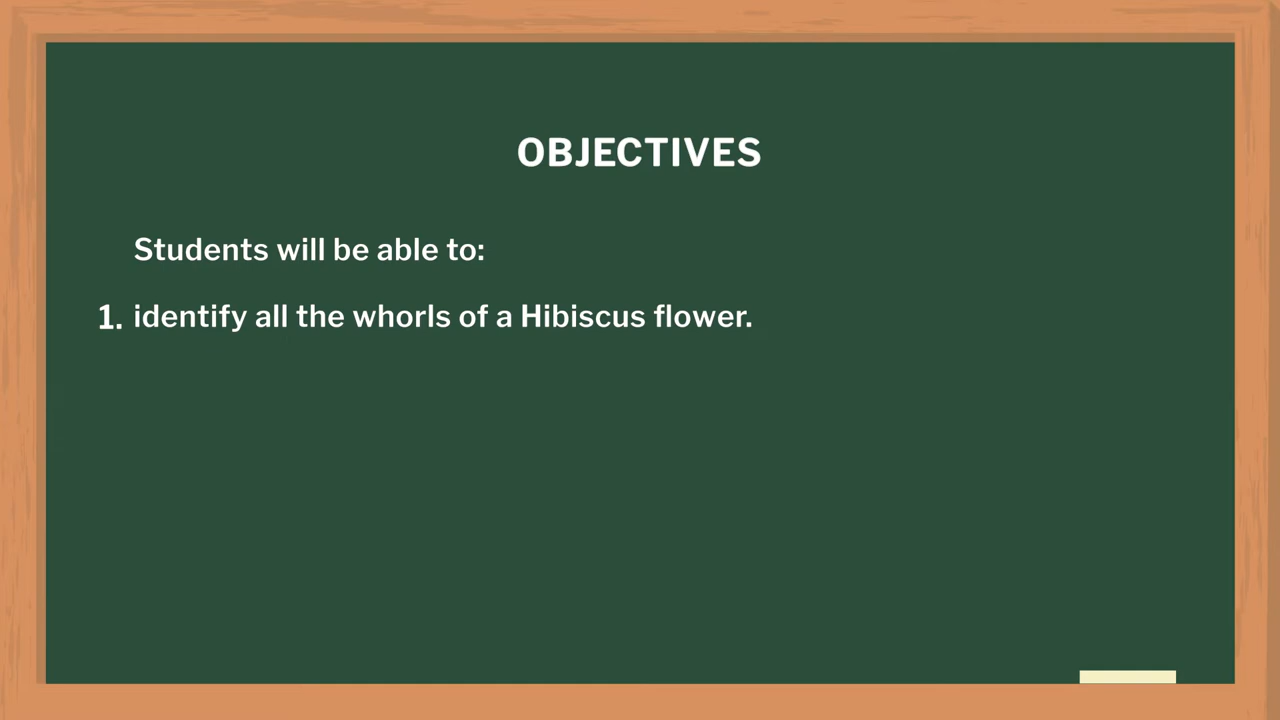 OBJECTIVES
Students will be able to:
1. identify all the whorls of a Hibiscus flower.